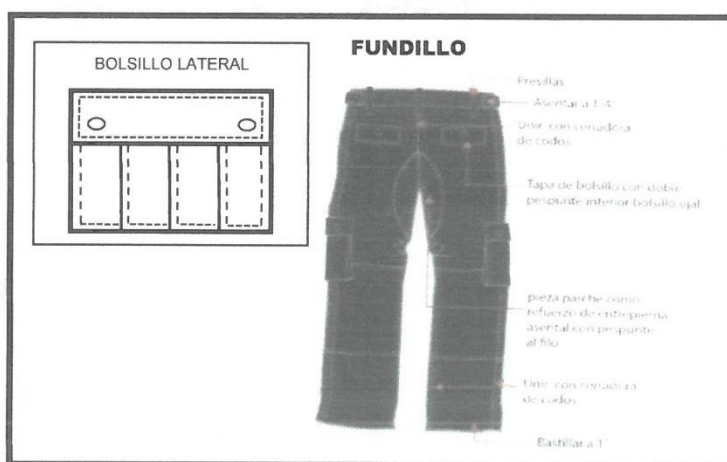 BOLSILLO LATERAL
FUNDILLO
Presillas
Asentar a 1-4"
Unir con cerradora
de codos
Tapa de bolsillo con doble
pespunte interior bolsillo ojal
pieza parche como
refuerzo de entrepierna
asental con pespunte
al filo
Unir con cerradora
de codos
Bastillar a 1"